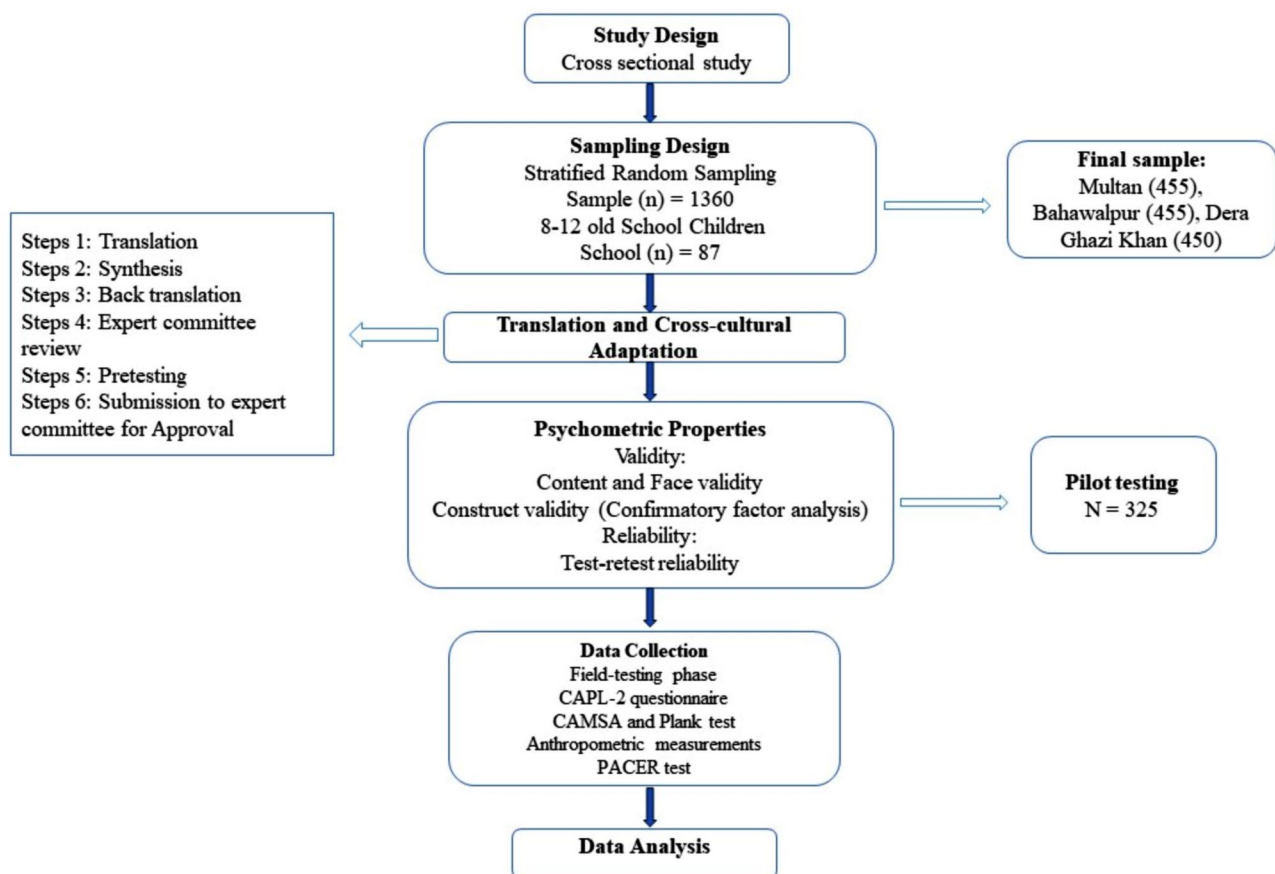 Study Design
Cross sectional study
Sampling Design
Stratified Random Sampling
Sample (n) = 1360
8-12 old School Children
School (n) = 87
Final sample:
Multan (455),
Bahawalpur (455), Dera
Ghazi Khan (450)
Translation and Cross-cultural
Adaptation
Steps 1: Translation
Steps 2: Synthesis
Steps 3: Back translation
Steps 4: Expert committee
review
Steps 5: Pretesting
Steps 6: Submission to expert
committee for Approval
Psychometric Properties
Validity:
Content and Face validity
Construct validity (Confirmatory factor analysis)
Reliability:
Test-retest reliability
Pilot testing
N = 325
Data Collection
Field-testing phase
CAPL-2 questionnaire
CAMSA and Plank test
Anthropometric measurements
PACER test
Data Analysis